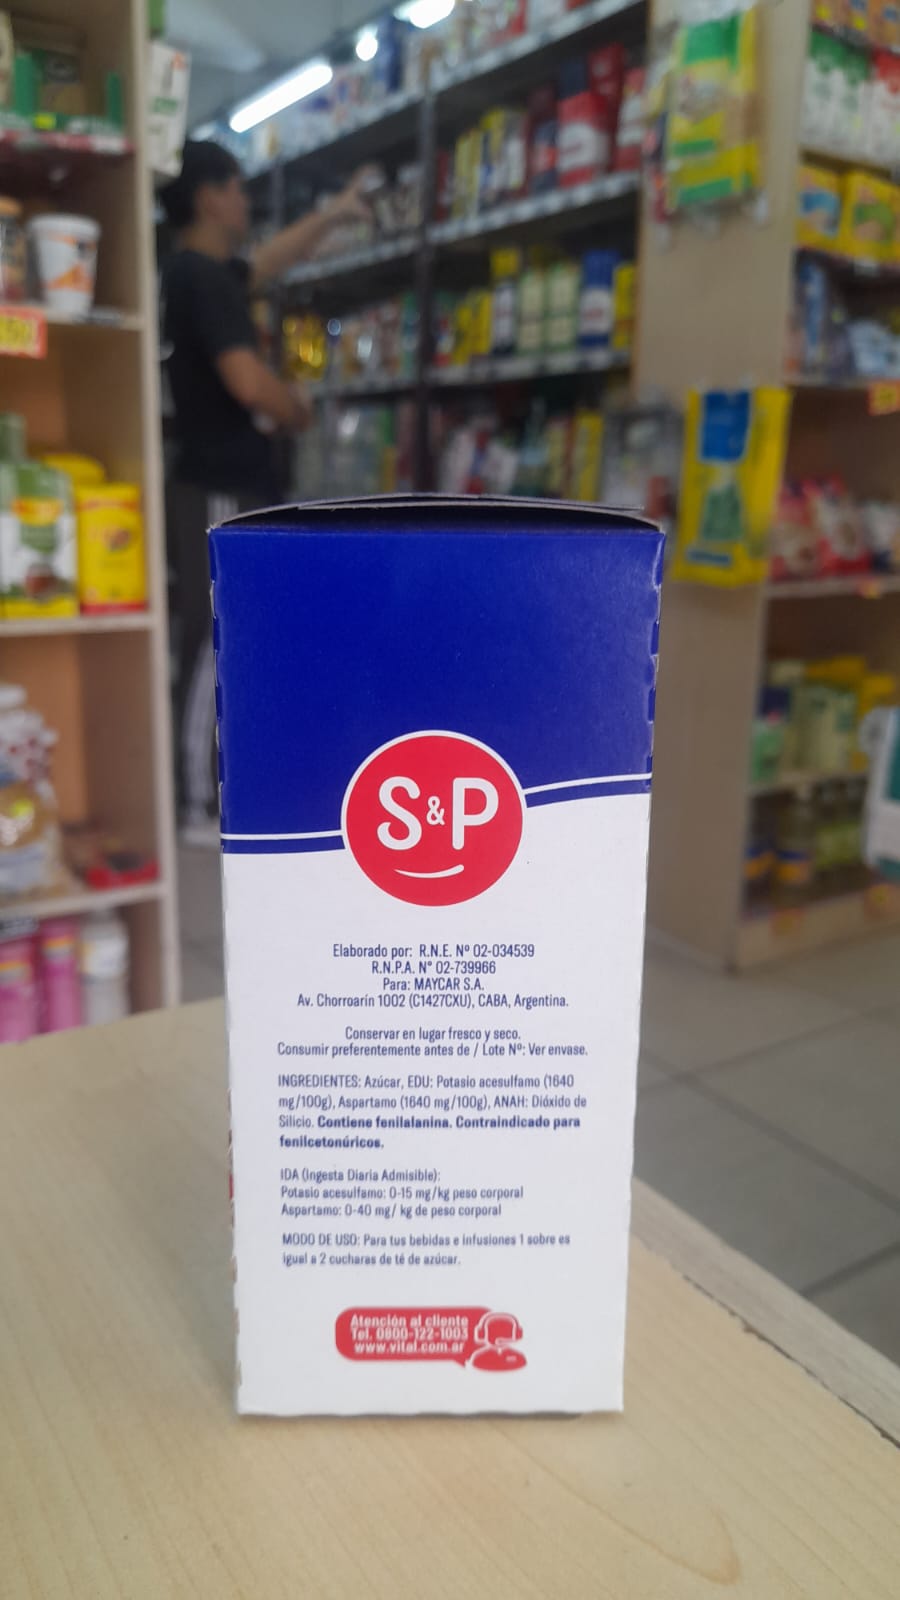 S&P
Elaborado por: R.N.E. Nº 02-034539
R.N.P.A. N° 02-739966
Para: MAYCAR S.A.
Av. Chorroarín 1002 (C1427CXU), CABA, Argentina.
Conservar en lugar fresco y seco.
Consumir preferentemente antes de / Lote Nº: Ver envase.
INGREDIENTES: Azúcar, EDU: Potasio acesulfamo (1640
mg/100g), Aspartamo (1640 mg/100g), ANAH: Dióxido de
Silicio. Contiene fenilalanina. Contraindicado para
fenilcetonúricos.
IDA (Ingesta Diaria Admisible):
Potasio acesulfamo: 0-15 mg/kg peso corporal
Aspartamo: 0-40 mg/ kg de peso corporal
MODO DE USO: Para tus bebidas e infusiones 1 sobre es
igual a 2 cucharas de té de azúcar.
Atención al cliente
Tel. 0800-122-1003
www.vital.com.ar